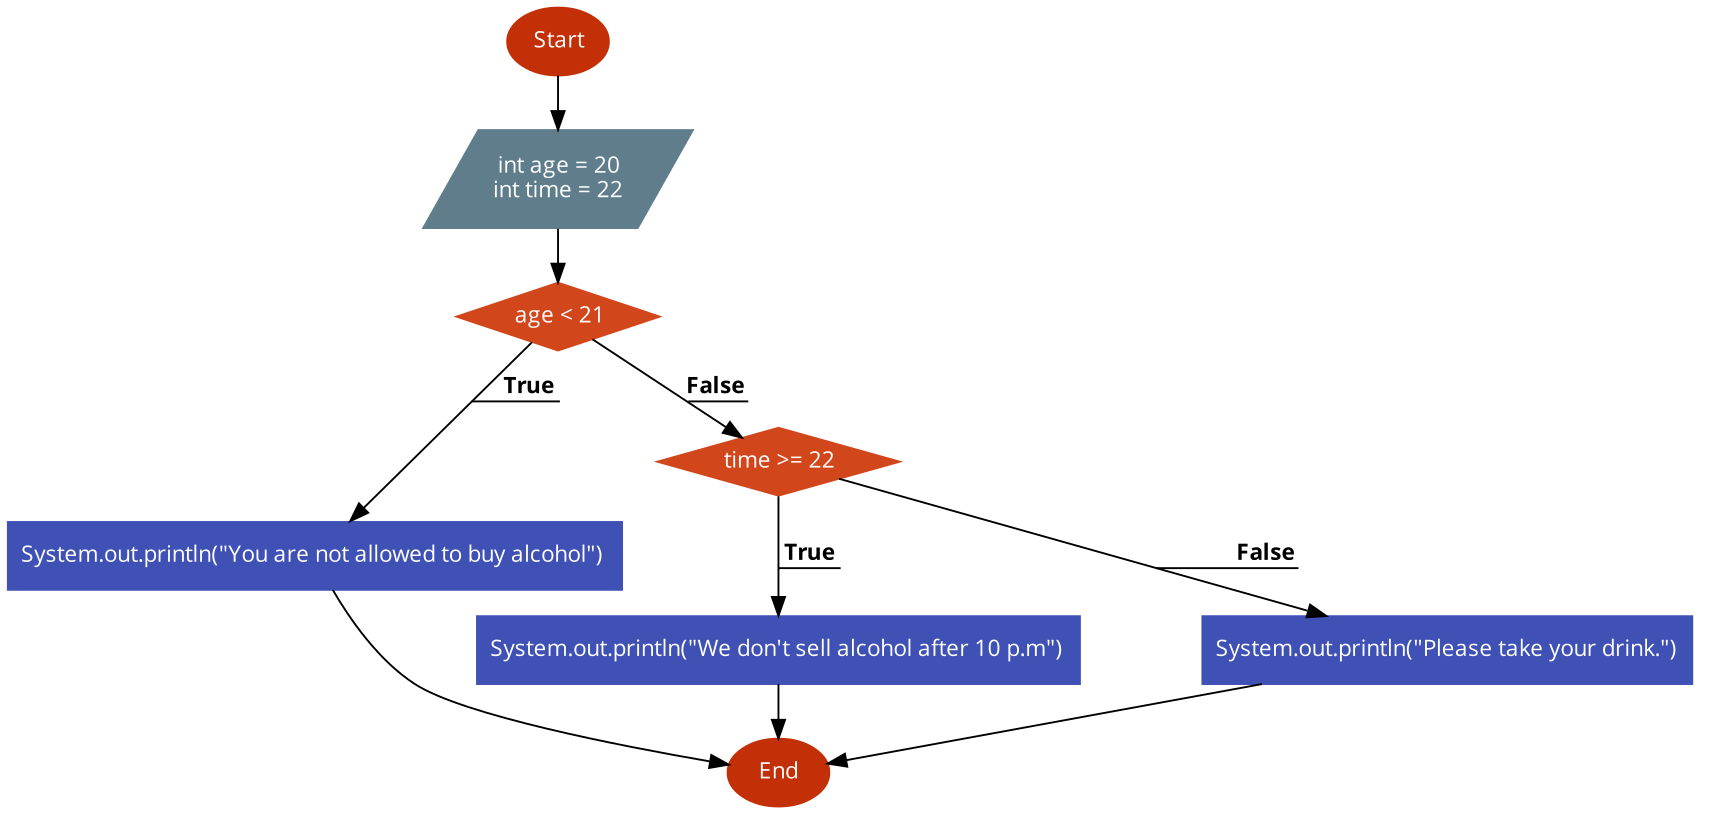 Start
int age = 20
int time = 22
age < 21
True
False
time >= 22
System.out.println("You are not allowed to buy alcohol")
True
False
System.out.println("We don't sell alcohol after 10 p.m")
System.out.println("Please take your drink.")
End